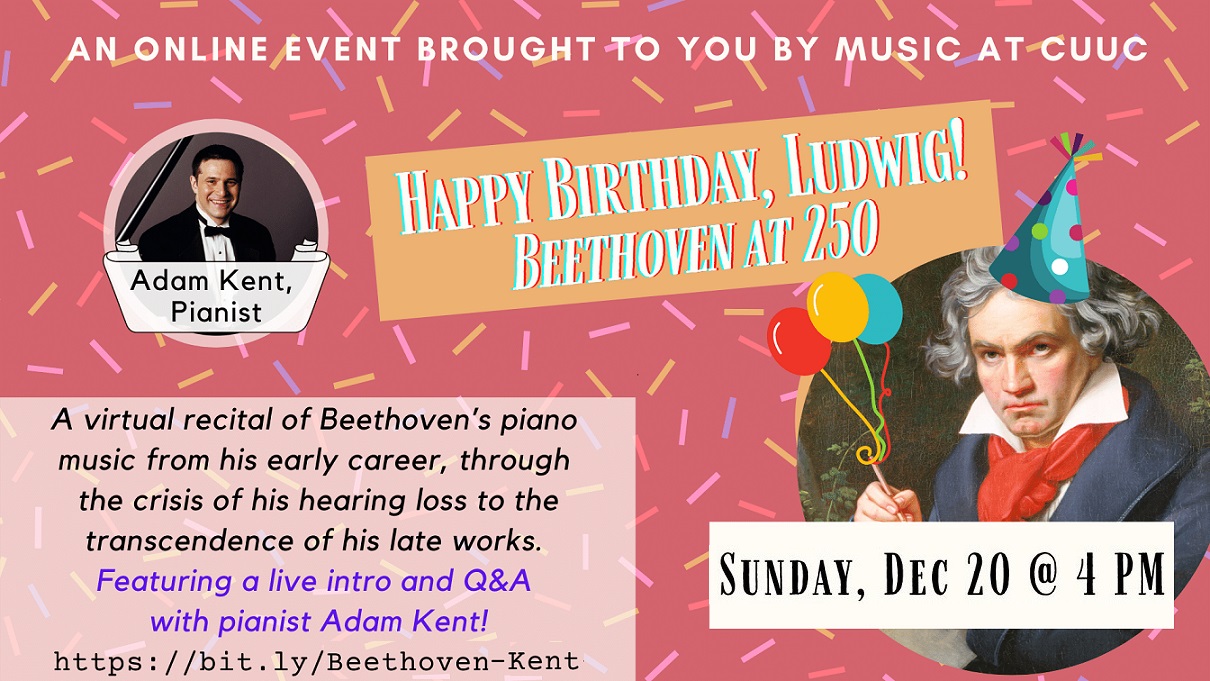 AN ONLINE EVENT BROUGHT TO YOU BY MUSIC AT CUUC
Happy Birthday, Ludwig!
Beethoven at 250
Adam Kent,
Pianist
A virtual recital of Beethoven's piano
music from his early career, through
the crisis of his hearing loss to the
transcendence of his late works.
Featuring a live intro and Q&A
with pianist Adam Kent!
https://bit.ly/Beethoven-Kent
Sunday, Dec 20 @ 4 PM